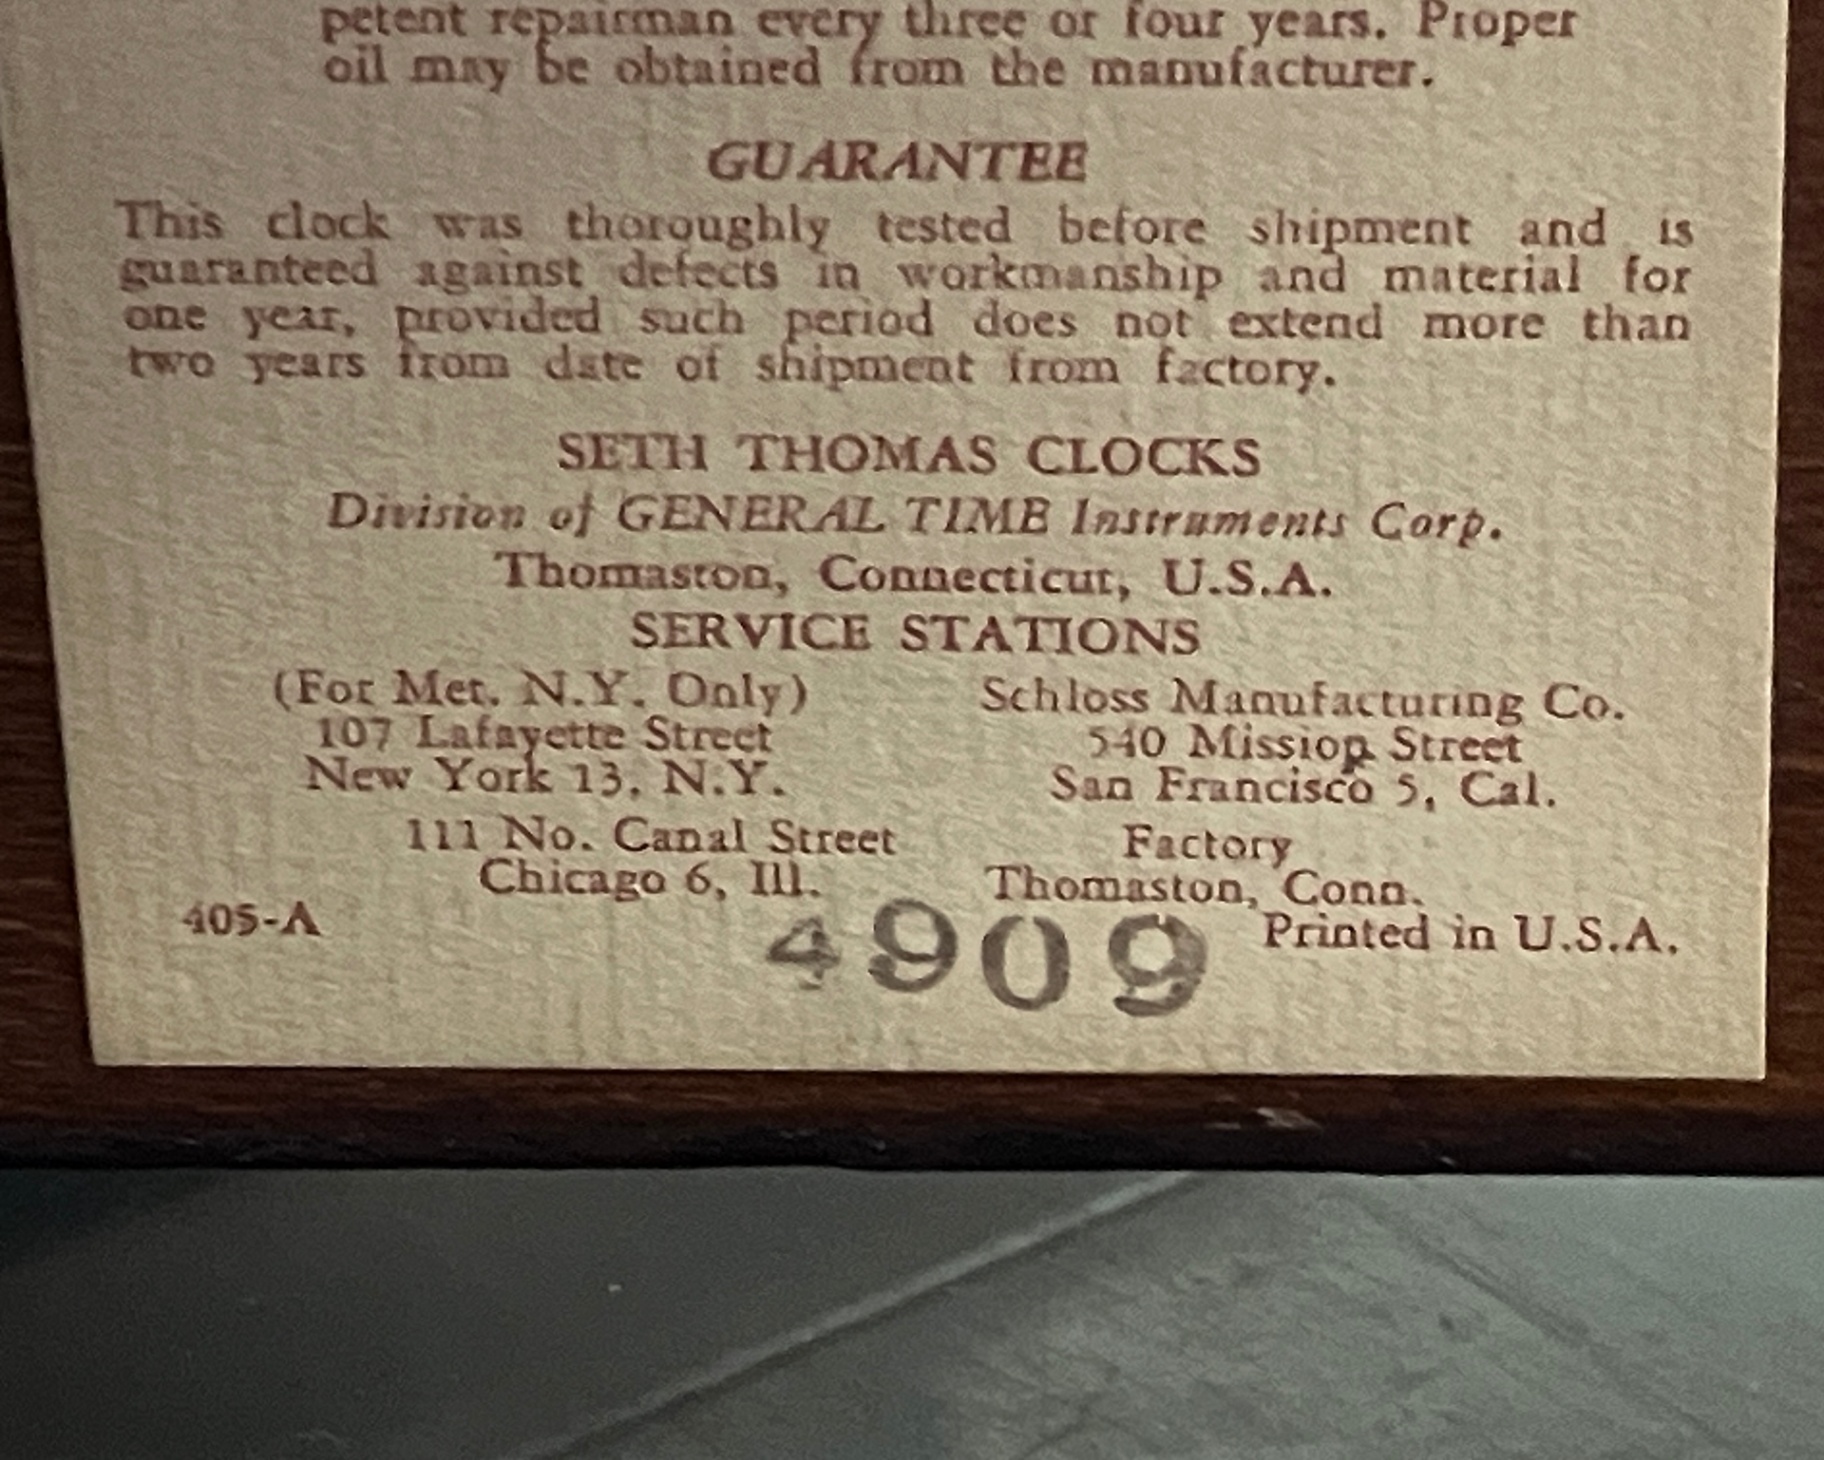 petent repairman every three or four years. Proper
oil may be obtained from the manufacturer.
GUARANTEE
This clock was thoroughly tested before shipment and is
guaranteed against defects in workmanship and material for
one year, provided such period does not extend more than
two years from date of shipment from factory.
SETH THOMAS CLOCKS
Division of GENERAL TIME Instruments Corp.
Thomaston, Connecticut, U.S.A.
SERVICE STATIONS
(For Met. N.Y. Only)
107 Lafayette Street
New York 13, N.Y.
Schloss Manufacturing Co.
540 Mission Street
San Francisco 5, Cal.
111 No. Canal Street
Chicago 6, Ill.
Factory
Thomaston, Conn.
405-A
4909
Printed in U.S.A.